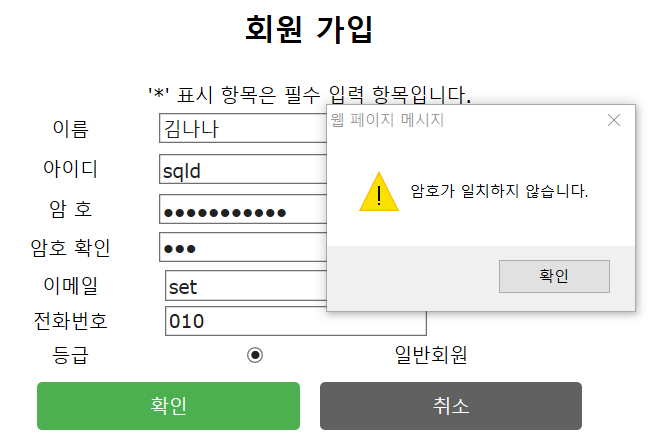 회원 가입
'*' 표시 항목은 필수 입력 항목입니다.
웹 페이지 메시지
암호가 일치하지 않습니다.
확인
이름 김나나
아이디 sqld
암 호 ●●●●●●●●●●●
암호 확인 ●●●
이메일 set
전화번호 010
등급 일반회원
확인 취소